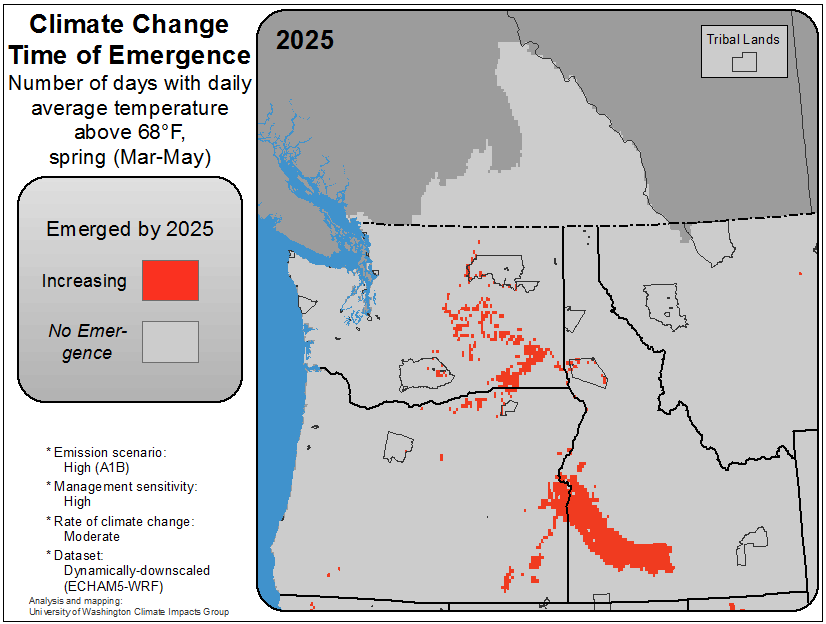 Climate Change
Time of Emergence
Number of days with daily
average temperature
above 68°F,
spring (Mar-May)
Emerged by 2025
Increasing
No Emer-
gence
* Emission scenario:
High (A1B)
* Management sensitivity:
High
* Rate of climate change:
Moderate
* Dataset:
Dynamically-downscaled
(ECHAM5-WRF)
Analysis and mapping:
University of Washington Climate Impacts Group
2025
Tribal Lands